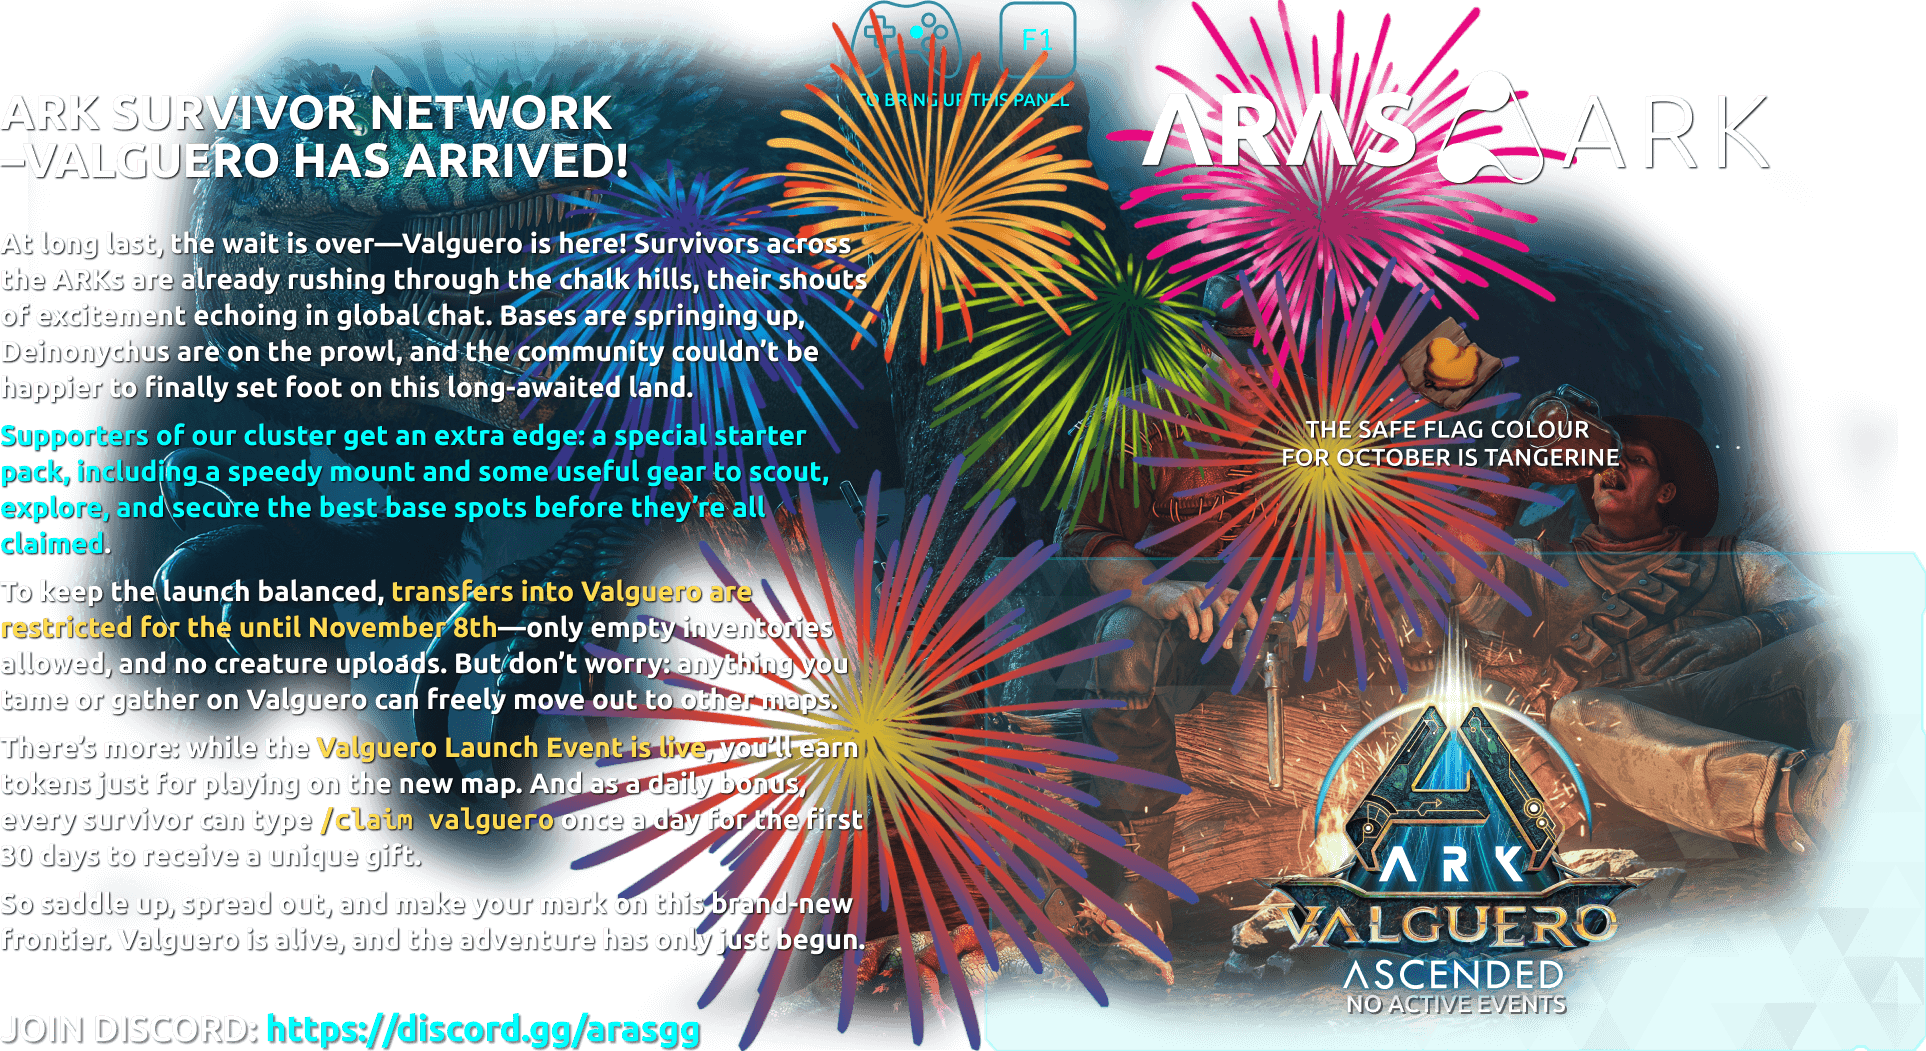 F1
TO BRING UP THIS PANEL
ARAS ARK
ARK SURVIVOR NETWORK
–VALGUERO HAS ARRIVED!
At long last, the wait is over—Valguero is here! Survivors across
the ARKs are already rushing through the chalk hills, their shouts
of excitement echoing in global chat. Bases are springing up,
Deinonychus are on the prowl, and the community couldn't be
happier to finally set foot on this long-awaited land.
Supporters of our cluster get an extra edge: a special starter
pack, including a speedy mount and some useful gear to scout,
explore, and secure the best base spots before they're all
claimed.
To keep the launch balanced, transfers into Valguero are
restricted for the until November 8th—only empty inventories
allowed, and no creature uploads. But don't worry: anything you
tame or gather on Valguero can freely move out to other maps.
There's more: while the Valguero Launch Event is live, you'll earn
tokens just for playing on the new map. And as a daily bonus,
every survivor can type /claim valguero once a day for the first
30 days to receive a unique gift.
So saddle up, spread out, and make your mark on this brand-new
frontier. Valguero is alive, and the adventure has only just begun.
JOIN DISCORD: https://discord.gg/arasgg
THE SAFE FLAG COLOUR
FOR OCTOBER IS TANGERINE
ARK
VALGUERO
ASCENDED
NO ACTIVE EVENTS